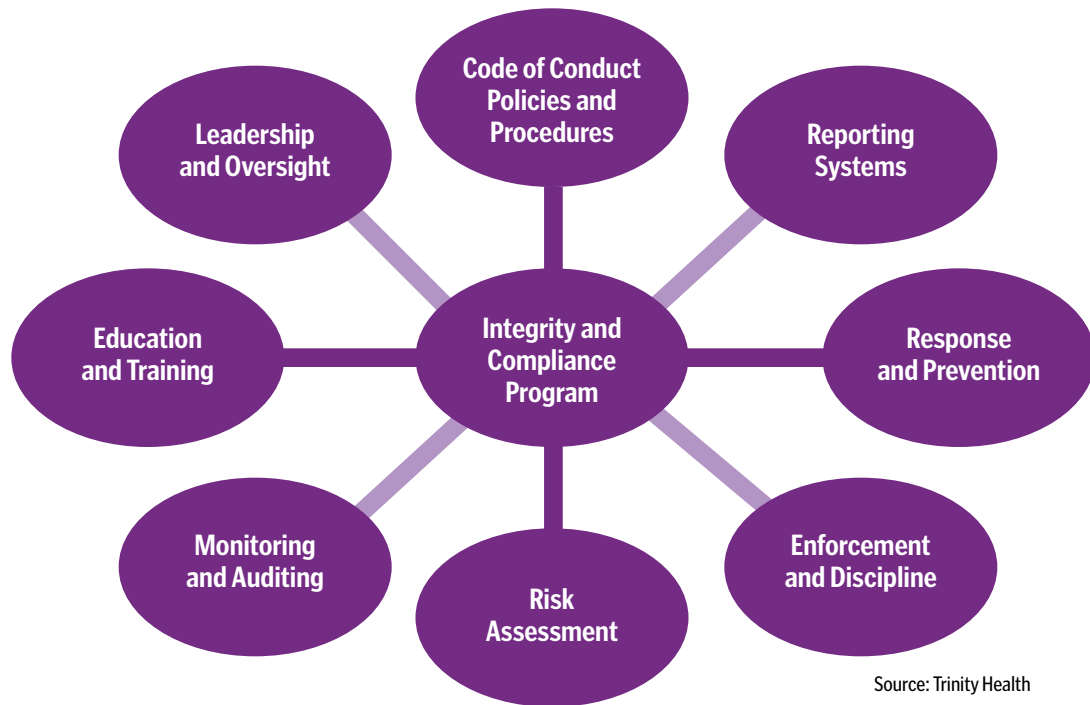 Code of Conduct
Policies and
Procedures
Leadership
and Oversight
Reporting
Systems
Education
and Training
Integrity and
Compliance
Program
Response
and Prevention
Monitoring
and Auditing
Enforcement
and Discipline
Risk
Assessment
Source: Trinity Health